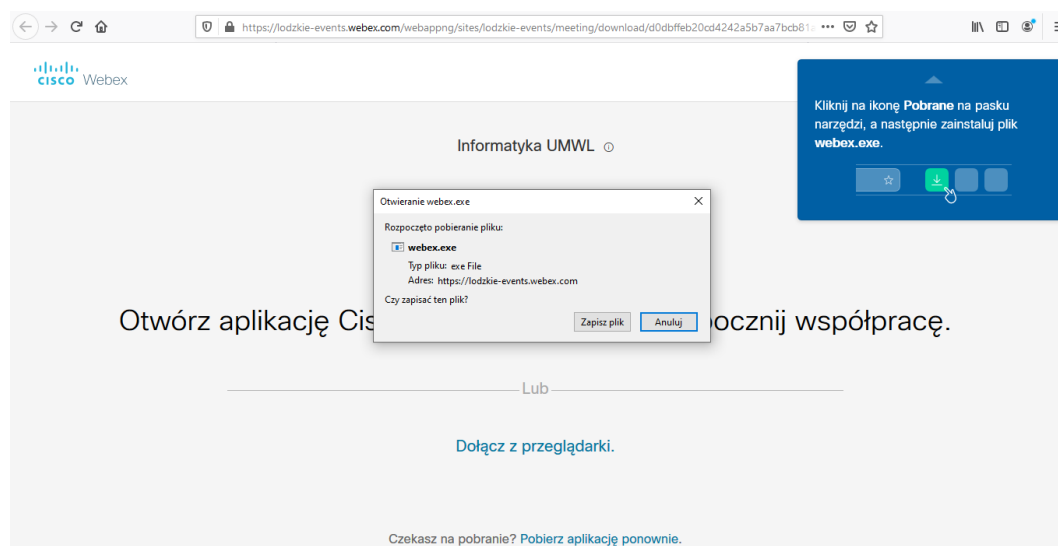 https://lodzkie-events.webex.com/webappng/sites/lodzkie-events/meeting/download/d0dbffeb20cd4242a5b7aa7bcb81
CISCO Webex
Kliknij na ikonę Pobrane na pasku
narzędzi, a następnie zainstaluj plik
webex.exe.
Informatyka UMWL
Otwieranie webex.exe
Rozpoczęto pobieranie pliku:
webex.exe
Typ pliku: exe File
Adres: https://lodzkie-events.webex.com
Czy zapisać ten plik?
Zapisz plik Anuluj
Otwórz aplikację Cis ocznij współpracę.
Lub
Dołącz z przeglądarki.
Czekasz na pobranie? Pobierz aplikację ponownie.